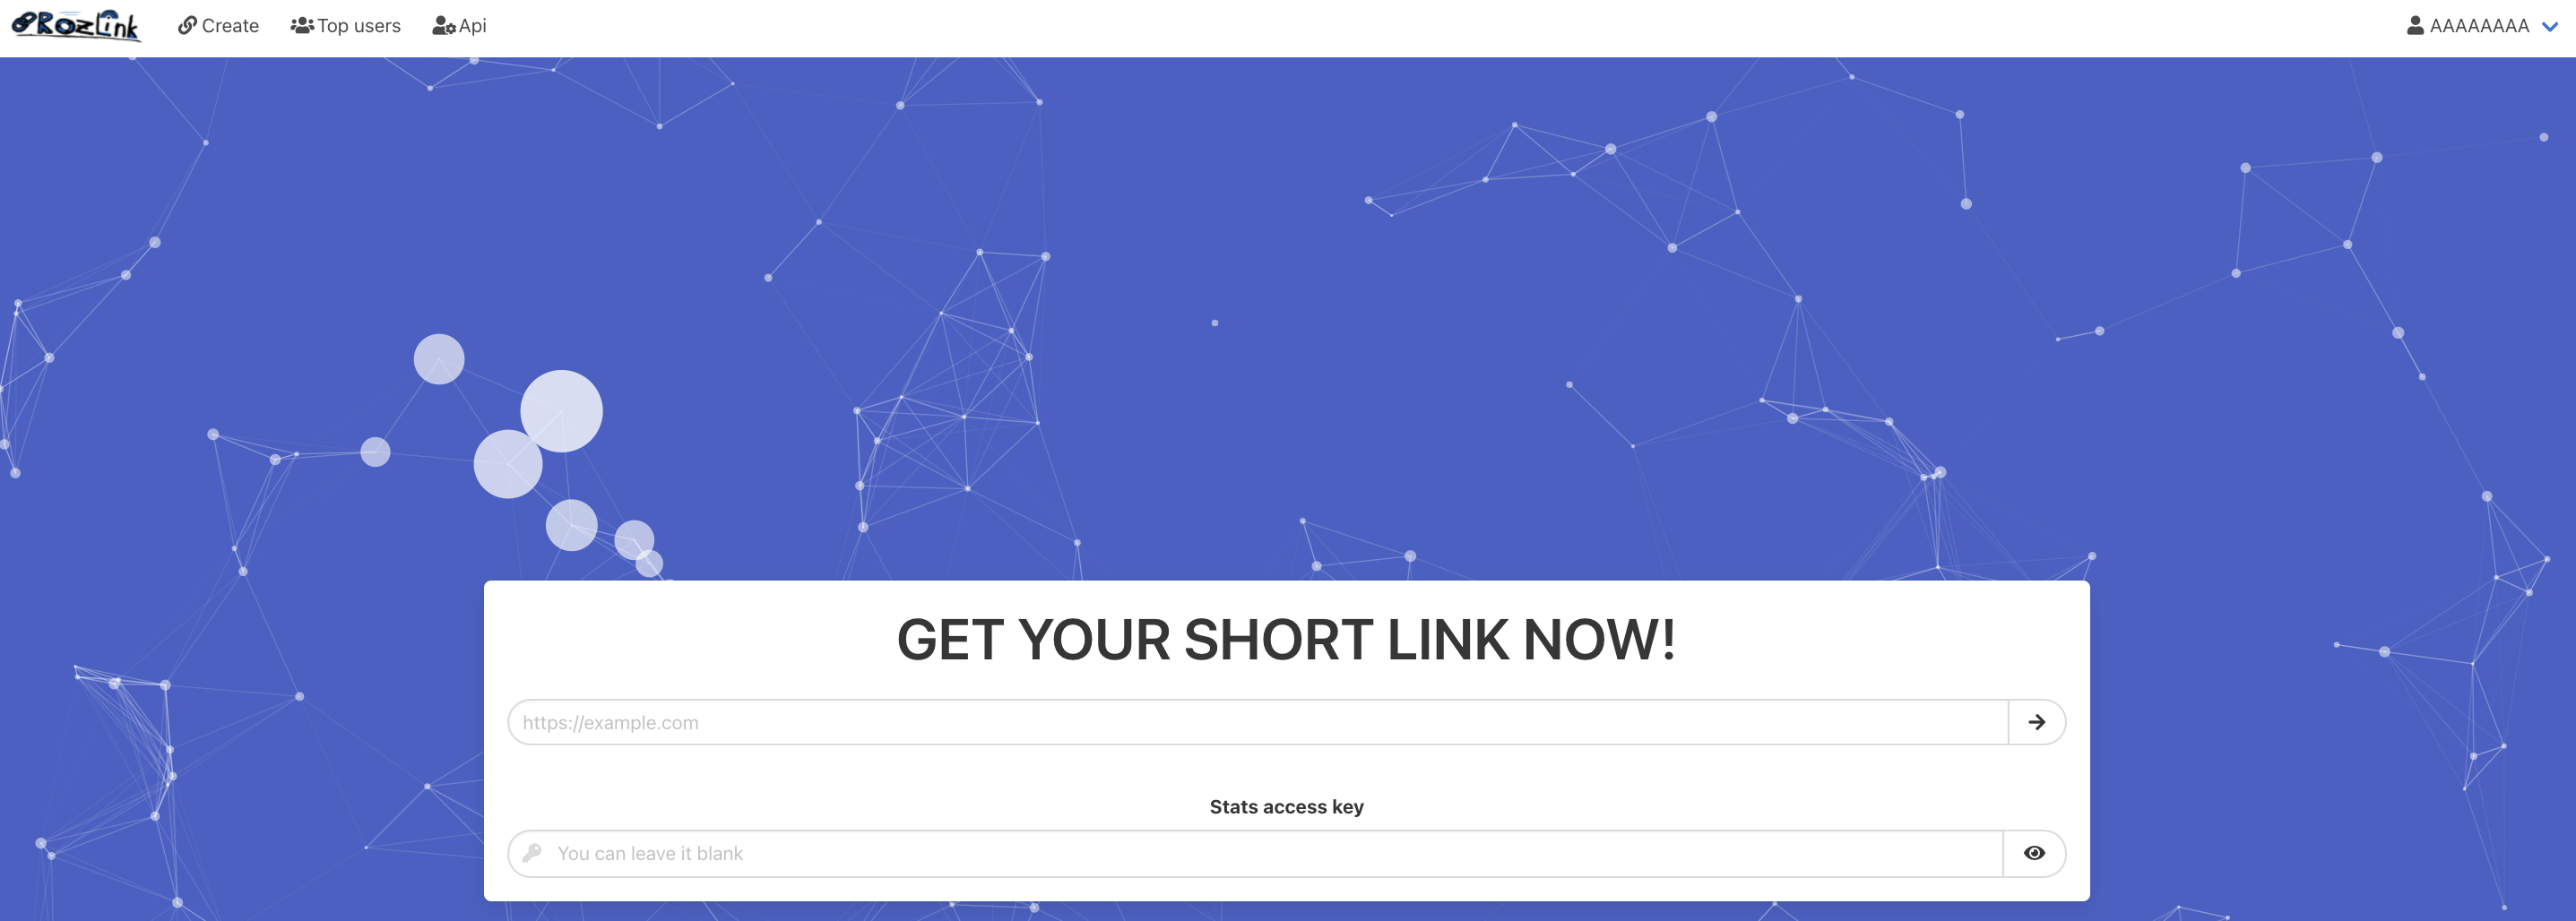 ROZLink
Create
Top users
Api
AAAAAAAA
GET YOUR SHORT LINK NOW!
https://example.com
Stats access key
You can leave it blank